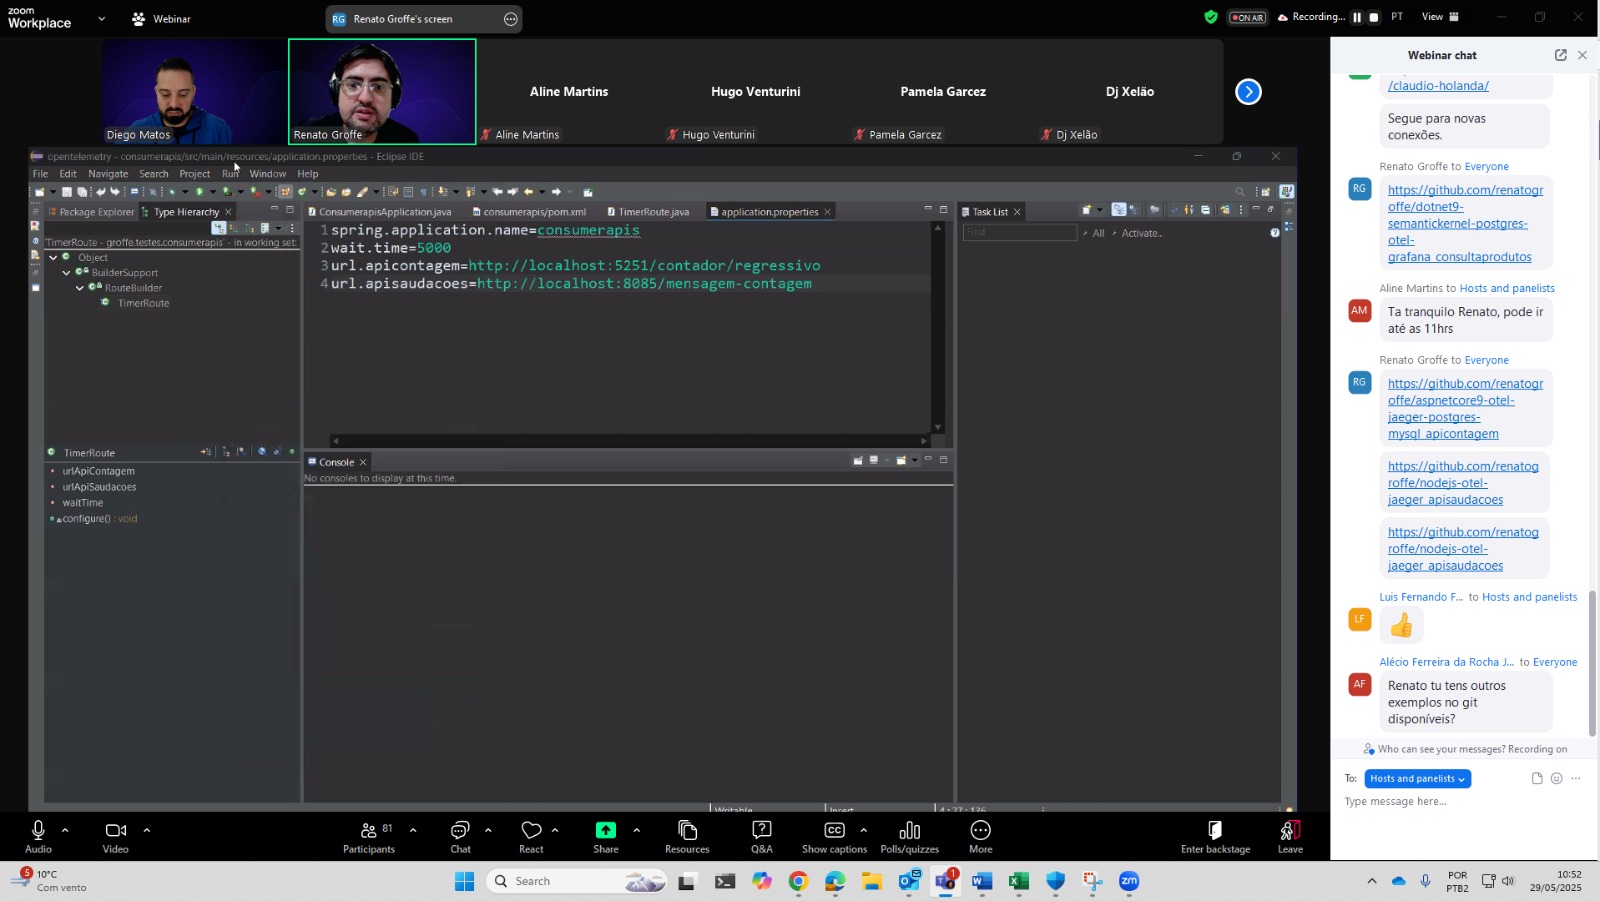 zoom
Workplace
Webinar
RG Renato Groffe's screen
ON AIR
Recording...
PT
View
Diego Matos
Renato Groffe
Aline Martins
Aline Martins
Hugo Venturini
Hugo Venturini
Pamela Garcez
Pamela Garcez
Dj Xelão
Dj Xelão
opentelemetry - consumerapis/src/main/resources/application.properties - Eclipse IDE
File Edit Navigate Search Project Run Window Help
Package Explorer
Type Hierarchy
'TimerRoute - groffe.testes.consumerapis' - in working set:
Object
BuilderSupport
RouteBuilder
TimerRoute
TimerRoute
urlApiContagem
urlApiSaudacoes
waitTime
configure() : void
ConsumerapisApplication.java
consumerapis/pom.xml
TimerRoute.java
application.properties
1 spring.application.name=consumerapis
2 wait.time=5000
3 url.apicontagem=http://localhost:5251/contador/regressivo
4 url.apisaudacoes=http://localhost:8085/mensagem-contagem
Console
No consoles to display at this time.
Task List
Find
All
Activate...
Writable
Insert
4 : 27 : 136
Webinar chat
/claudio-holanda/
Segue para novas
conexões.
Renato Groffe to Everyone
RG
https://github.com/renatogr
offe/dotnet9-
semantickernel-postgres-
otel-
grafana_consultaprodutos
Aline Martins to Hosts and panelists
AM
Ta tranquilo Renato, pode ir
até as 11hrs
Renato Groffe to Everyone
RG
https://github.com/renatogr
offe/aspnetcore9-otel-
jaeger-postgres-
mysql_apicontagem
https://github.com/renatog
roffe/nodejs-otel-
jaeger_apisaudacoes
https://github.com/renatog
roffe/nodejs-otel-
jaeger_apisaudacoes
Luis Fernando F... to Hosts and panelists
LF
Alécio Ferreira da Rocha J... to Everyone
AF
Renato tu tens outros
exemplos no git
disponíveis?
Who can see your messages? Recording on
To: Hosts and panelists
Type message here...
Audio
Video
Participants
81
Chat
React
Share
Resources
Q&A
CC
Show captions
Polls/quizzes
More
Enter backstage
Leave
5
10°C
Com vento
Search
1
zm
POR
PTB2
10:52
29/05/2025